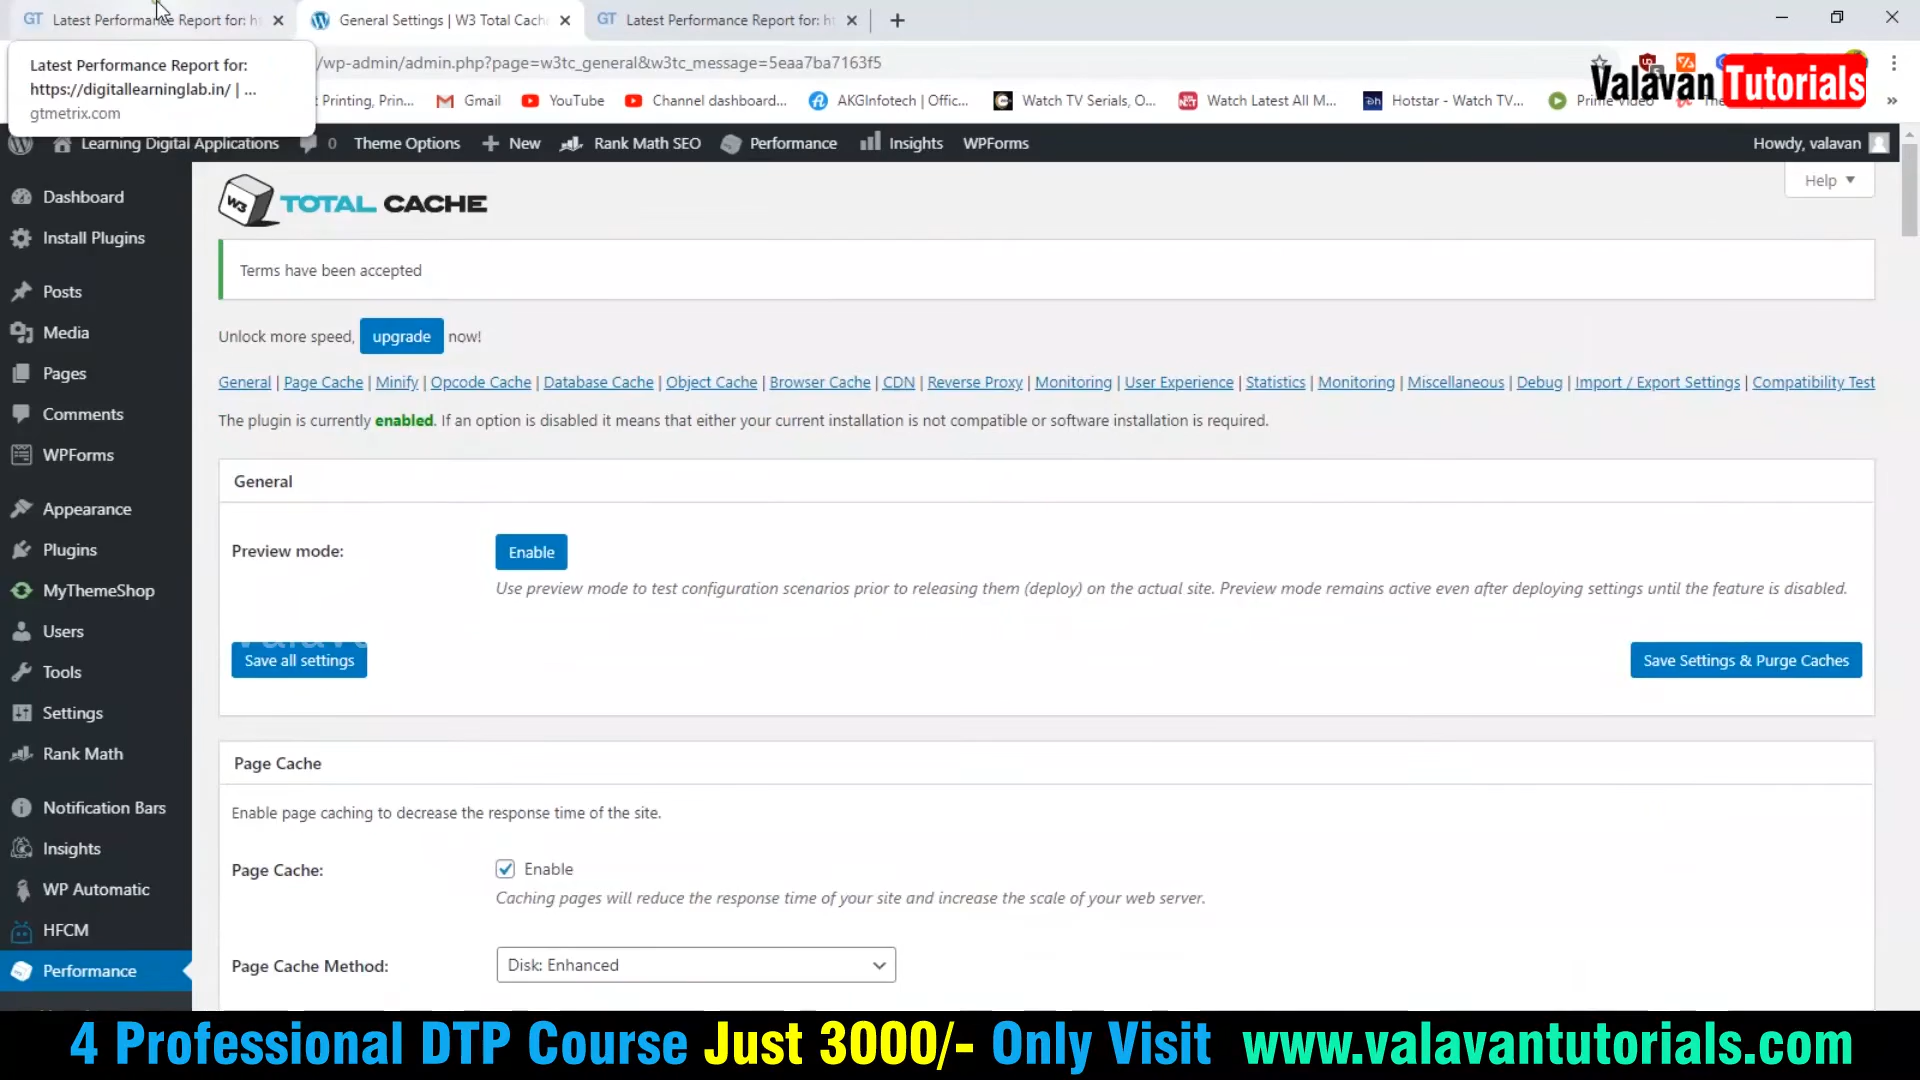 GT Latest Performance Report for: h
General Settings | W3 Total Cach
GT Latest Performance Report for: h
Latest Performance Report for:
https://digitallearninglab.in/ | ...
gtmetrix.com
/wp-admin/admin.php?page=w3tc_general&w3tc_message=5eaa7ba7163f5
Valavan Tutorials
t Printing, Prin...
Gmail
YouTube
Channel dashboard...
AKGInfotech | Offic...
Watch TV Serials, O...
Watch Latest All M...
Hotstar - Watch TV...
Prime Video
»
Learning Digital Applications
0
Theme Options
New
Rank Math SEO
Performance
Insights
WPForms
Howdy, valavan
Help
Dashboard
Install Plugins
Posts
Media
Pages
Comments
WPForms
Appearance
Plugins
MyThemeShop
Users
Tools
Settings
Rank Math
Notification Bars
Insights
WP Automatic
HFCM
Performance
W3 TOTAL CACHE
Terms have been accepted
Unlock more speed, upgrade now!
General | Page Cache | Minify | Opcode Cache | Database Cache | Object Cache | Browser Cache | CDN | Reverse Proxy | Monitoring | User Experience | Statistics | Monitoring | Miscellaneous | Debug | Import / Export Settings | Compatibility Test
The plugin is currently enabled. If an option is disabled it means that either your current installation is not compatible or software installation is required.
General
Preview mode:
Enable
Use preview mode to test configuration scenarios prior to releasing them (deploy) on the actual site. Preview mode remains active even after deploying settings until the feature is disabled.
Save all settings
Save Settings & Purge Caches
Page Cache
Enable page caching to decrease the response time of the site.
Page Cache:
Enable
Caching pages will reduce the response time of your site and increase the scale of your web server.
Page Cache Method:
Disk: Enhanced
4 Professional DTP Course Just 3000/- Only Visit www.valavantutorials.com